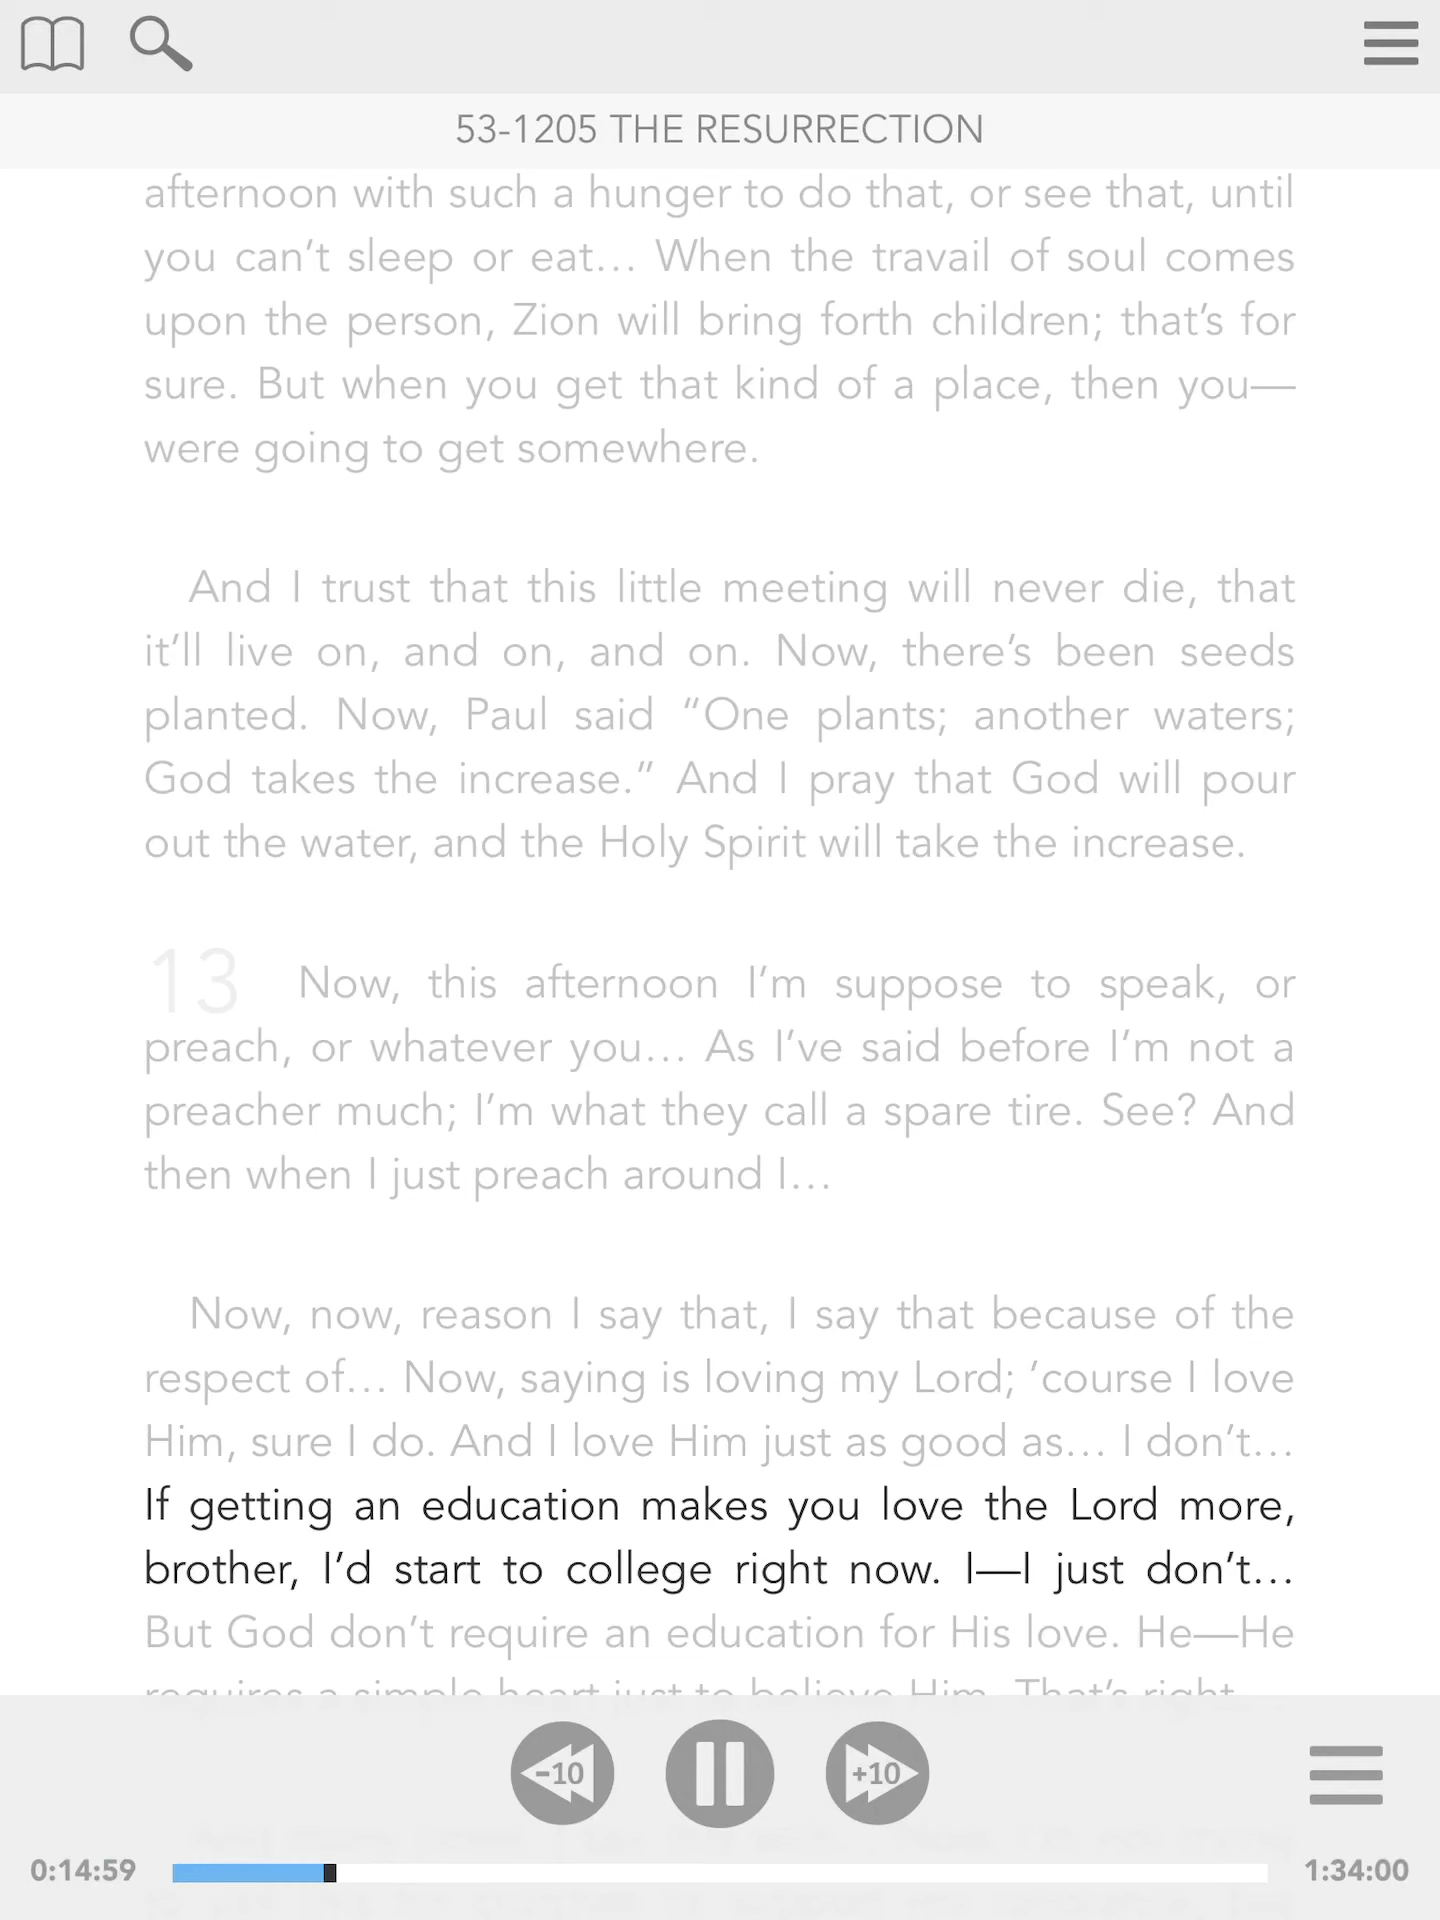 53-1205 THE RESURRECTION
afternoon with such a hunger to do that, or see that, until
you can’t sleep or eat… When the travail of soul comes
upon the person, Zion will bring forth children; that’s for
sure. But when you get that kind of a place, then you—
were going to get somewhere.
And I trust that this little meeting will never die, that
it’ll live on, and on, and on. Now, there’s been seeds
planted. Now, Paul said “One plants; another waters;
God takes the increase.” And I pray that God will pour
out the water, and the Holy Spirit will take the increase.
13 Now, this afternoon I’m suppose to speak, or
preach, or whatever you… As I’ve said before I’m not a
preacher much; I’m what they call a spare tire. See? And
then when I just preach around I…
Now, now, reason I say that, I say that because of the
respect of… Now, saying is loving my Lord; ’course I love
Him, sure I do. And I love Him just as good as… I don’t…
If getting an education makes you love the Lord more,
brother, I’d start to college right now. I—I just don’t…
But God don’t require an education for His love. He—He
requires a simple heart just to believe Him. That’s right.
-10 +10
0:14:59 1:34:00